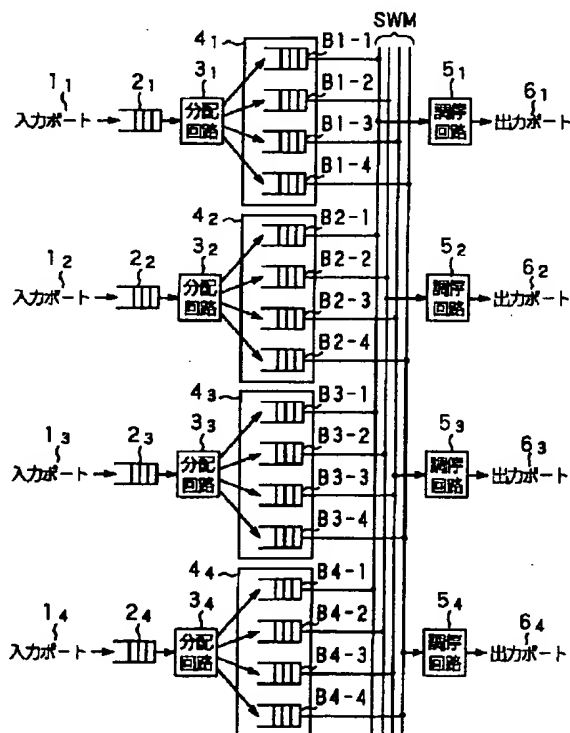 SWM
4₁ B1-1
1₁ 2₁ 3₁ B1-2 5₁ 6₁
入力ポート 分配回路 B1-3 調停回路 出力ポート
B1-4
4₂ B2-1
1₂ 2₂ 3₂ B2-2 5₂ 6₂
入力ポート 分配回路 B2-3 調停回路 出力ポート
B2-4
4₃ B3-1
1₃ 2₃ 3₃ B3-2 5₃ 6₃
入力ポート 分配回路 B3-3 調停回路 出力ポート
B3-4
4₄ B4-1
1₄ 2₄ 3₄ B4-2 5₄ 6₄
入力ポート 分配回路 B4-3 調停回路 出力ポート
B4-4